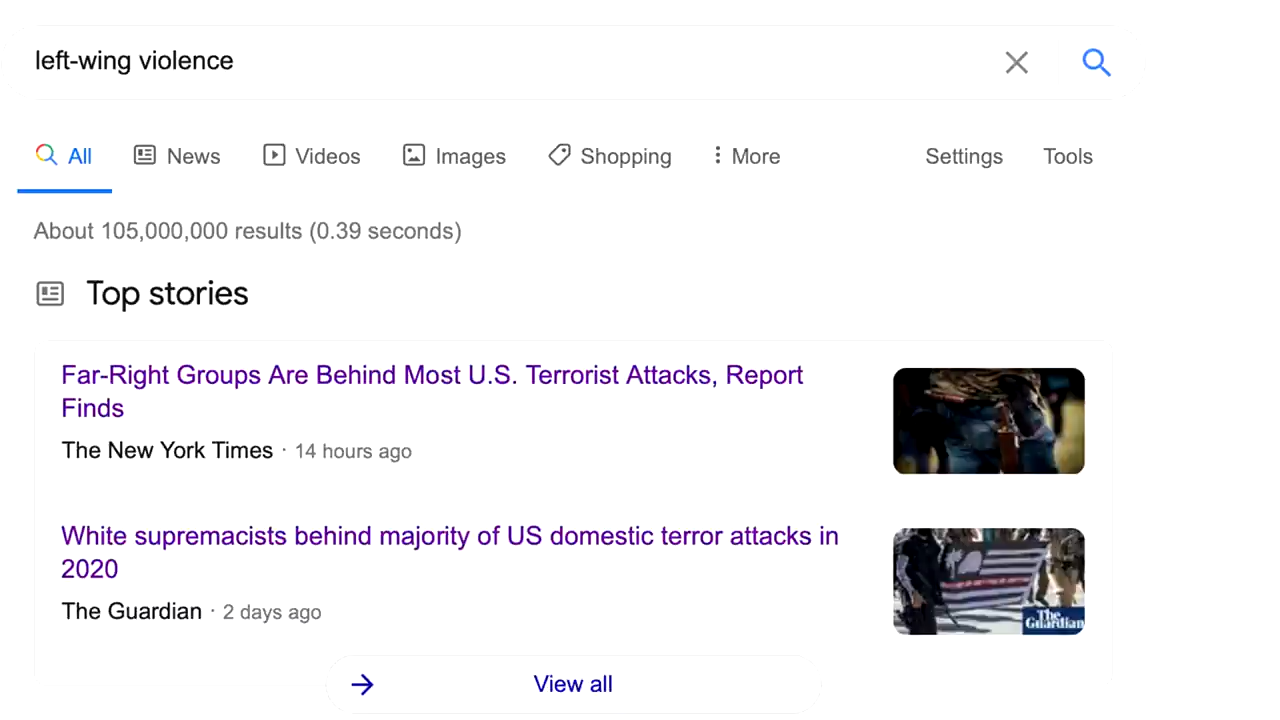 left-wing violence
All News Videos Images Shopping More Settings Tools
About 105,000,000 results (0.39 seconds)
Top stories
Far-Right Groups Are Behind Most U.S. Terrorist Attacks, Report
Finds
The New York Times · 14 hours ago
White supremacists behind majority of US domestic terror attacks in
2020
The Guardian · 2 days ago
The
Guardian
View all